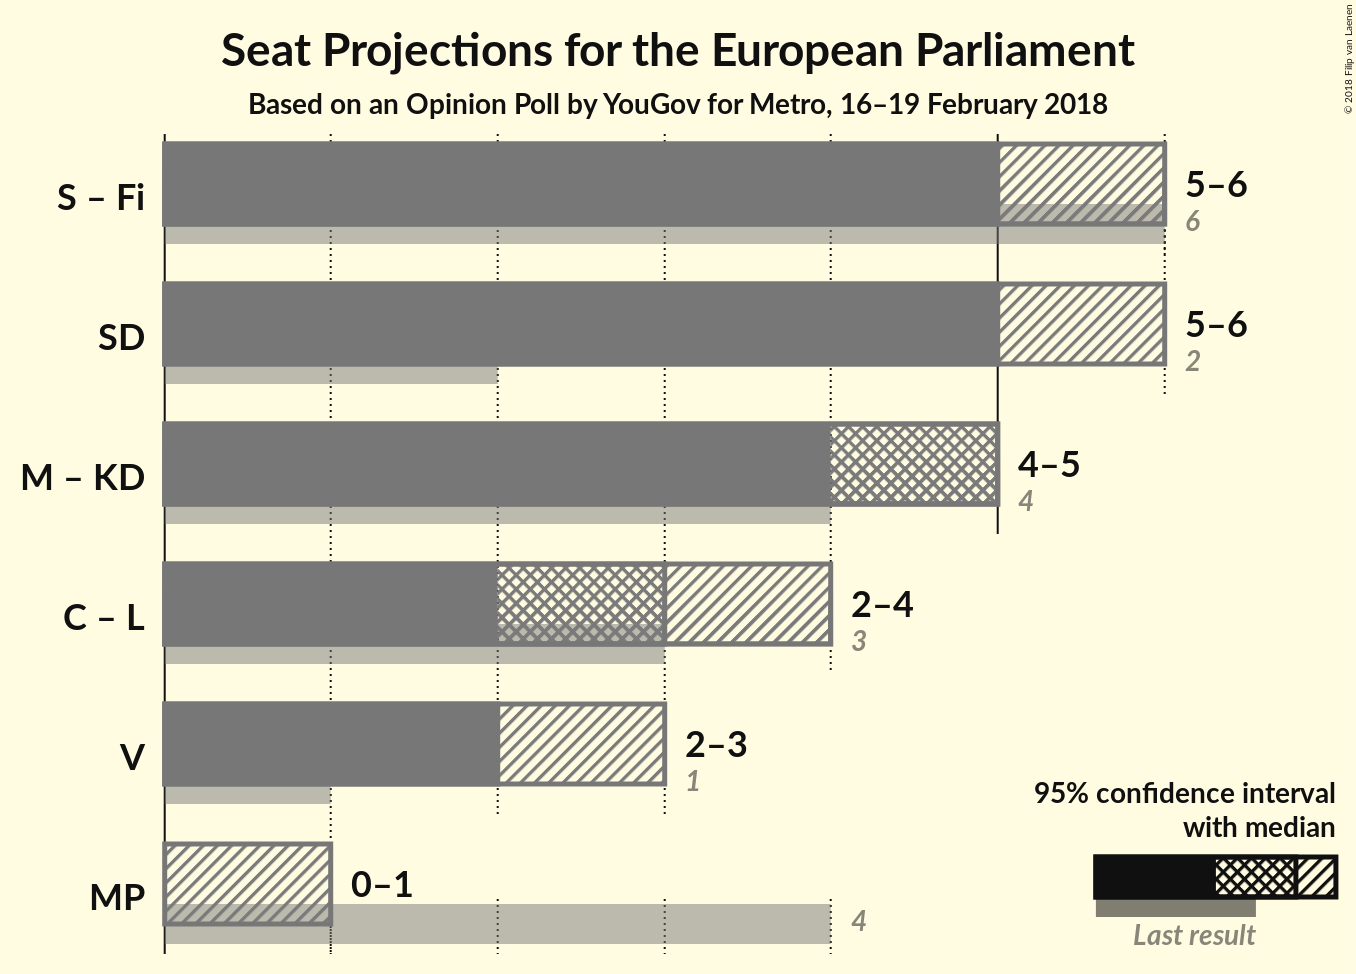 Seat Projections for the European Parliament
Based on an Opinion Poll by YouGov for Metro, 16–19 February 2018
© 2018 Filip van Laenen
S – Fi
5–6
6
SD
5–6
2
M – KD
4–5
4
C – L
2–4
3
V
2–3
1
MP
0–1
4
95% confidence interval
with median
Last result